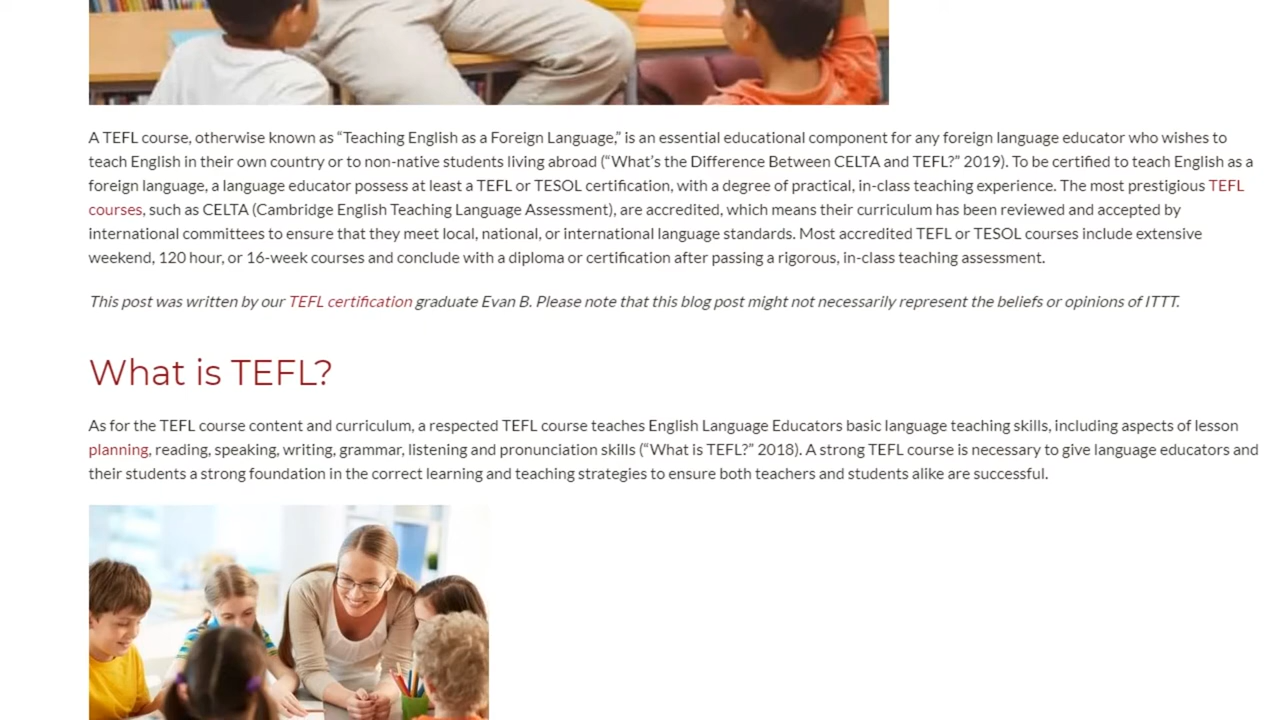 A TEFL course, otherwise known as “Teaching English as a Foreign Language,” is an essential educational component for any foreign language educator who wishes to
teach English in their own country or to non-native students living abroad (“What’s the Difference Between CELTA and TEFL?” 2019). To be certified to teach English as a
foreign language, a language educator possess at least a TEFL or TESOL certification, with a degree of practical, in-class teaching experience. The most prestigious TEFL
courses, such as CELTA (Cambridge English Teaching Language Assessment), are accredited, which means their curriculum has been reviewed and accepted by
international committees to ensure that they meet local, national, or international language standards. Most accredited TEFL or TESOL courses include extensive
weekend, 120 hour, or 16-week courses and conclude with a diploma or certification after passing a rigorous, in-class teaching assessment.
This post was written by our TEFL certification graduate Evan B. Please note that this blog post might not necessarily represent the beliefs or opinions of ITTT.
What is TEFL?
As for the TEFL course content and curriculum, a respected TEFL course teaches English Language Educators basic language teaching skills, including aspects of lesson
planning, reading, speaking, writing, grammar, listening and pronunciation skills (“What is TEFL?” 2018). A strong TEFL course is necessary to give language educators and
their students a strong foundation in the correct learning and teaching strategies to ensure both teachers and students alike are successful.